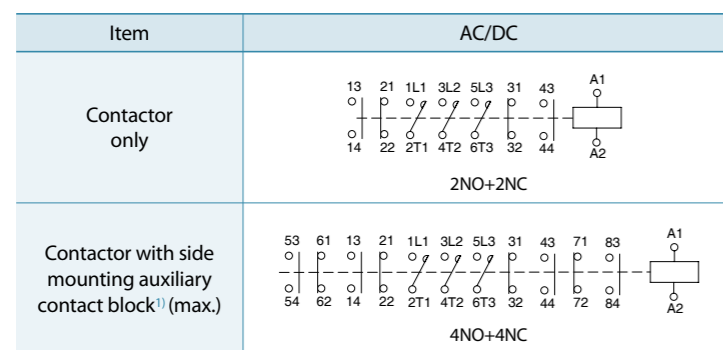 Item AC/DC
Contactor only
13 21 1L1 3L2 5L3 31 43 A1
14 22 2T1 4T2 6T3 32 44 A2
2NO+2NC
Contactor with side mounting auxiliary contact block1) (max.)
53 61 13 21 1L1 3L2 5L3 31 43 71 83 A1
54 62 14 22 2T1 4T2 6T3 32 44 72 84 A2
4NO+4NC